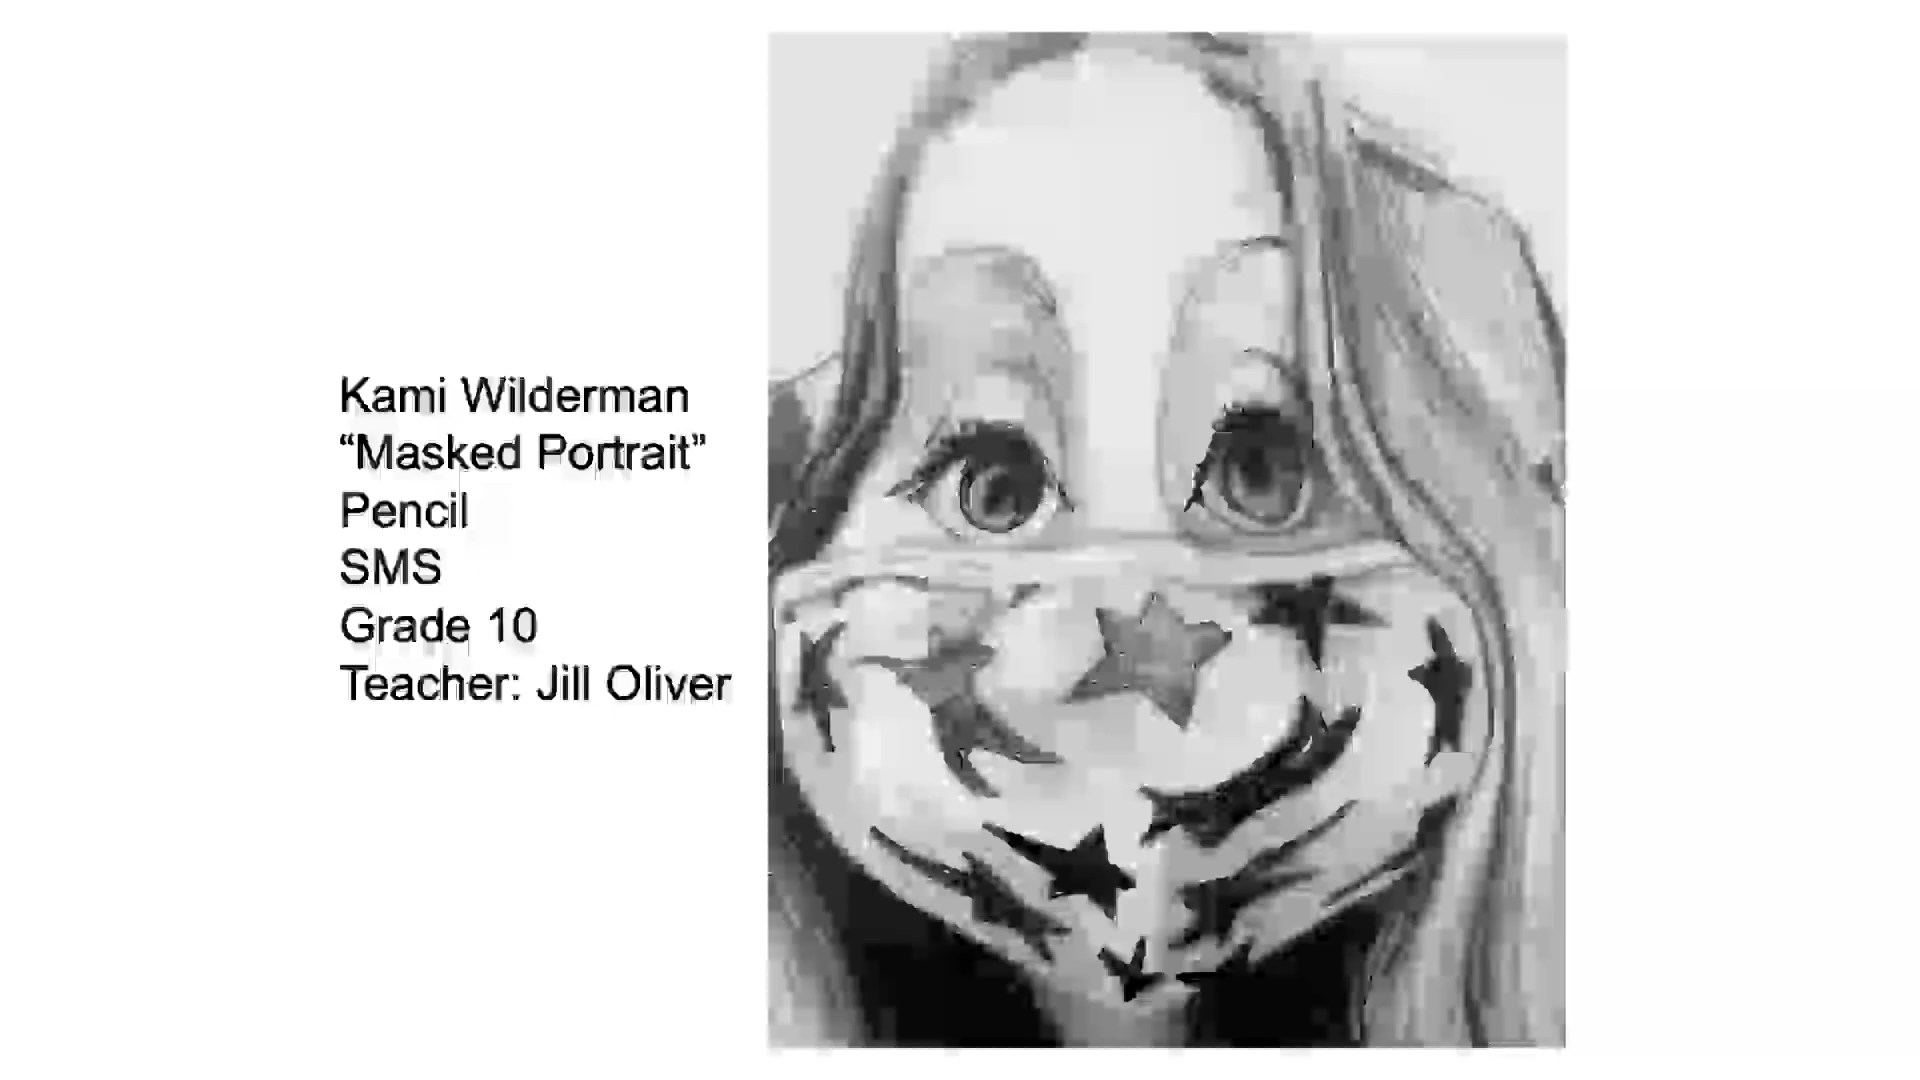 Kami Wilderman
“Masked Portrait”
Pencil
SMS
Grade 10
Teacher: Jill Oliver